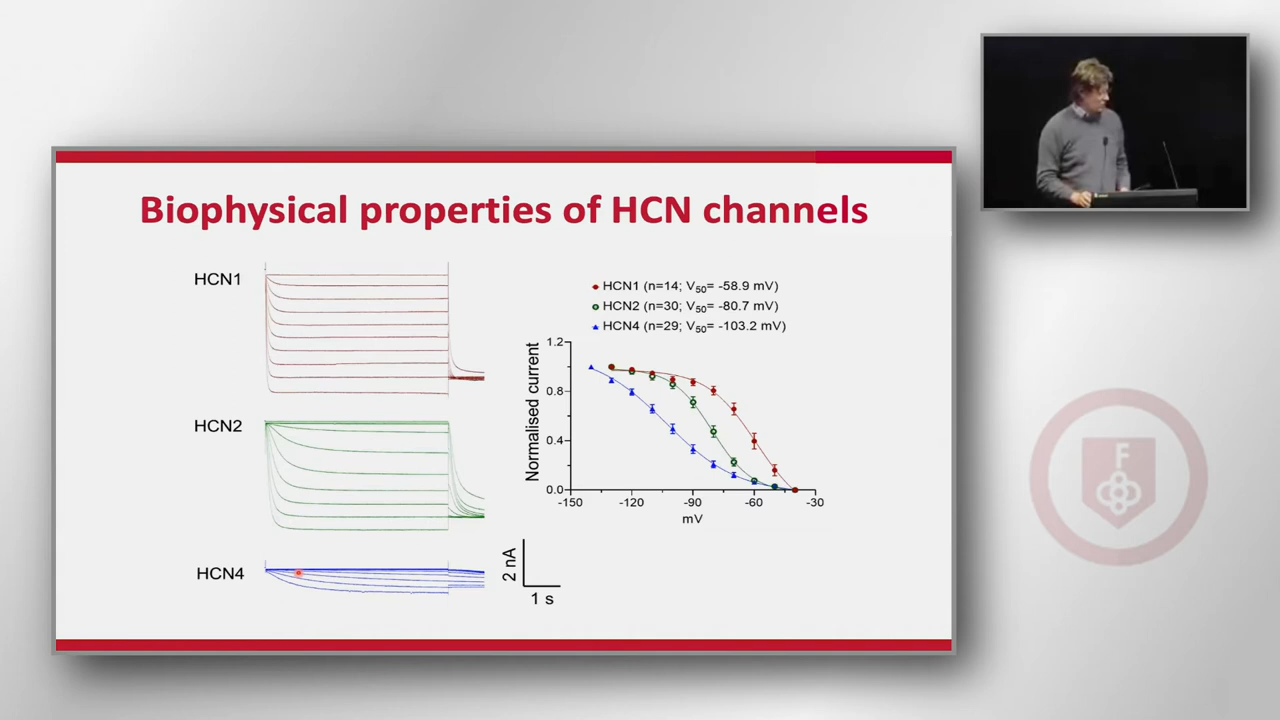 Biophysical properties of HCN channels
HCN1
HCN2
HCN4
2 nA
1 s
HCN1 (n=14; V50= -58.9 mV)
HCN2 (n=30; V50= -80.7 mV)
HCN4 (n=29; V50= -103.2 mV)
Normalised current
1.2
0.8
0.4
0.0
-150
-120
-90
-60
-30
mV
F